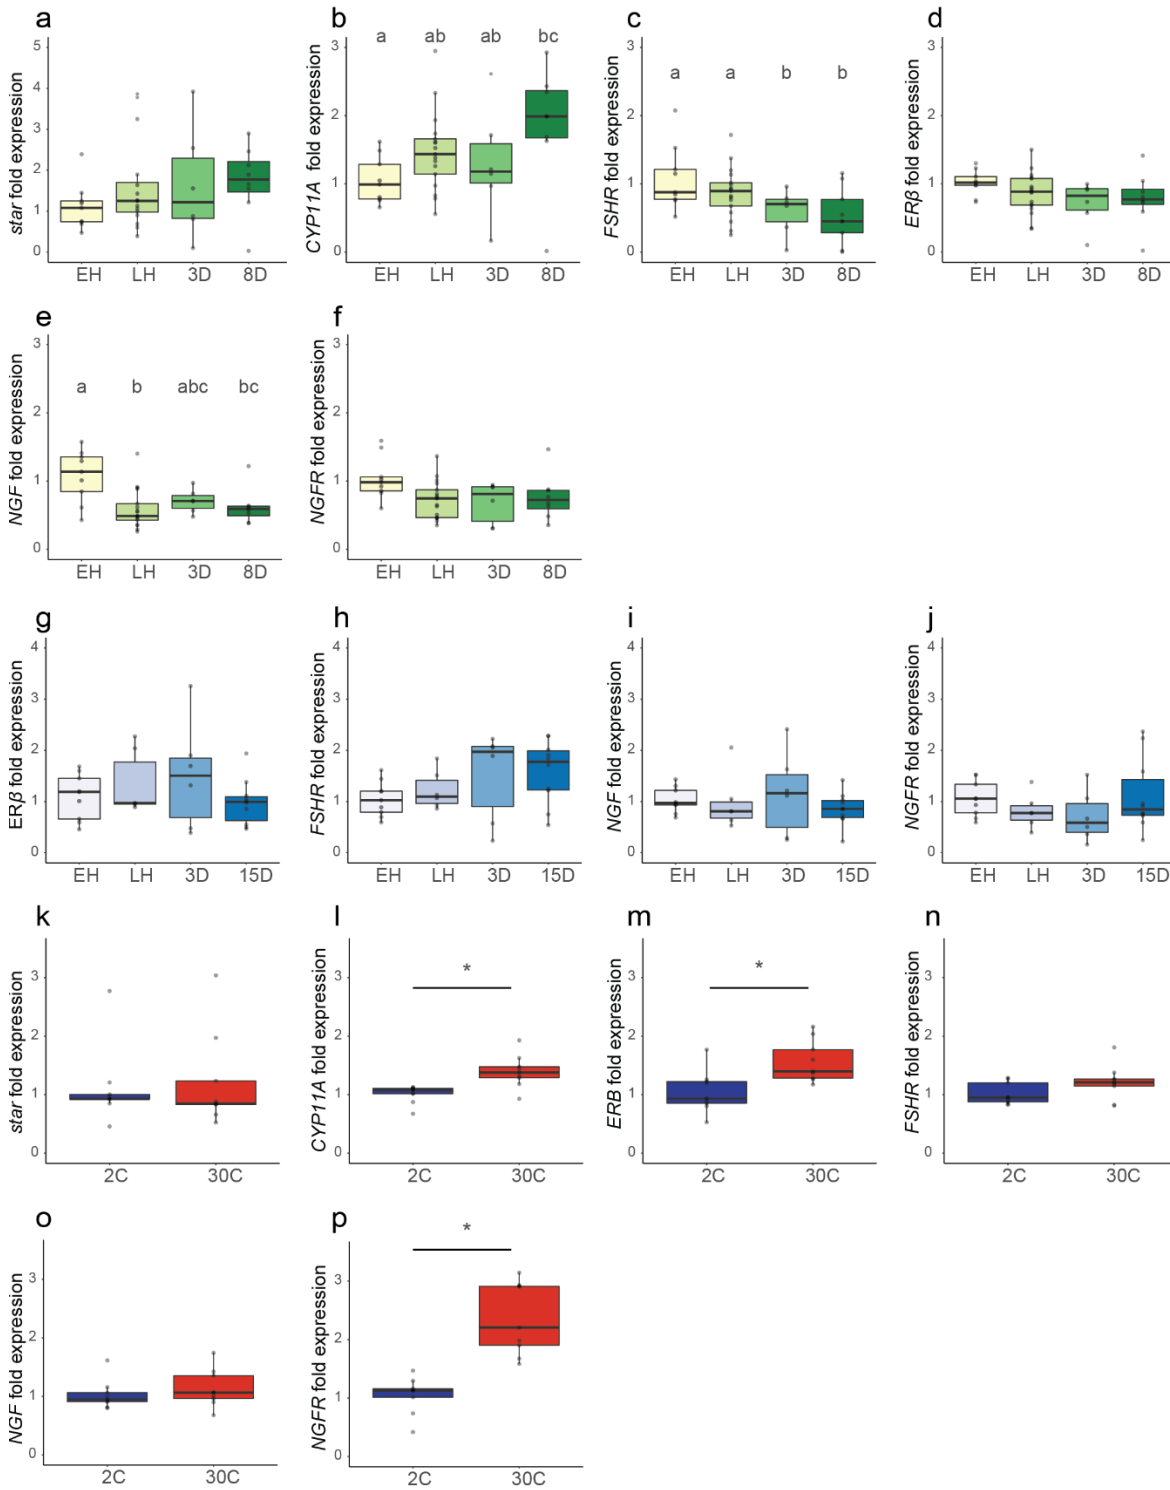 a
star fold expression
5
4
3
2
1
0
EH LH 3D 8D
b
CYP11A fold expression
3
2
1
0
a ab ab bc
EH LH 3D 8D
c
FSHR fold expression
3
2
1
0
a a b b
EH LH 3D 8D
d
ERβ fold expression
3
2
1
0
EH LH 3D 8D
e
NGF fold expression
3
2
1
0
a b abc bc
EH LH 3D 8D
f
NGFR fold expression
3
2
1
0
EH LH 3D 8D
g
ERβ fold expression
4
3
2
1
0
EH LH 3D 15D
h
FSHR fold expression
4
3
2
1
0
EH LH 3D 15D
i
NGF fold expression
4
3
2
1
0
EH LH 3D 15D
j
NGFR fold expression
4
3
2
1
0
EH LH 3D 15D
k
star fold expression
3
2
1
0
2C 30C
l
CYP11A fold expression
3
2
1
0
*
2C 30C
m
ERB fold expression
3
2
1
0
*
2C 30C
n
FSHR fold expression
3
2
1
0
2C 30C
o
NGF fold expression
3
2
1
0
2C 30C
p
NGFR fold expression
3
2
1
0
*
2C 30C